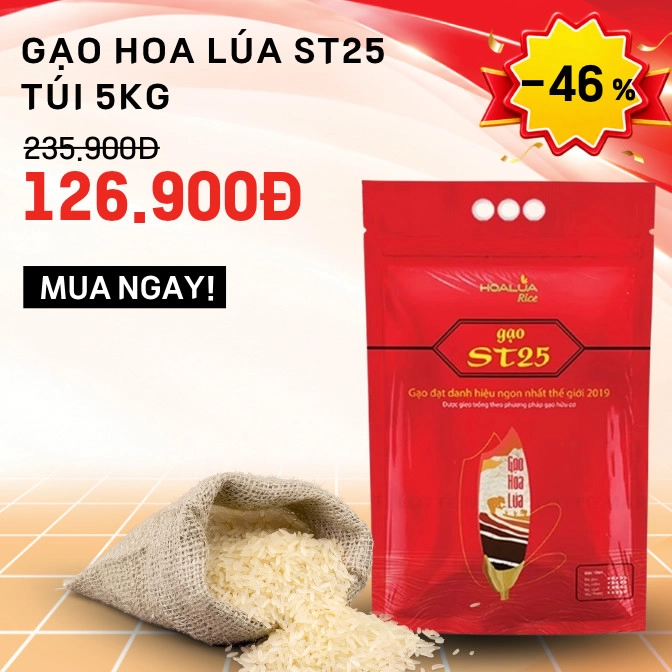 GẠO HOA LÚA ST25
TÚI 5KG
235.900Đ
126.900Đ
MUA NGAY!
-46%
HOALÚA
Rice
gạo
ST25
Gạo đạt danh hiệu ngon nhất thế giới 2019
Được gieo trồng theo phương pháp gạo hữu cơ
Gạo
Hoa
Lúa